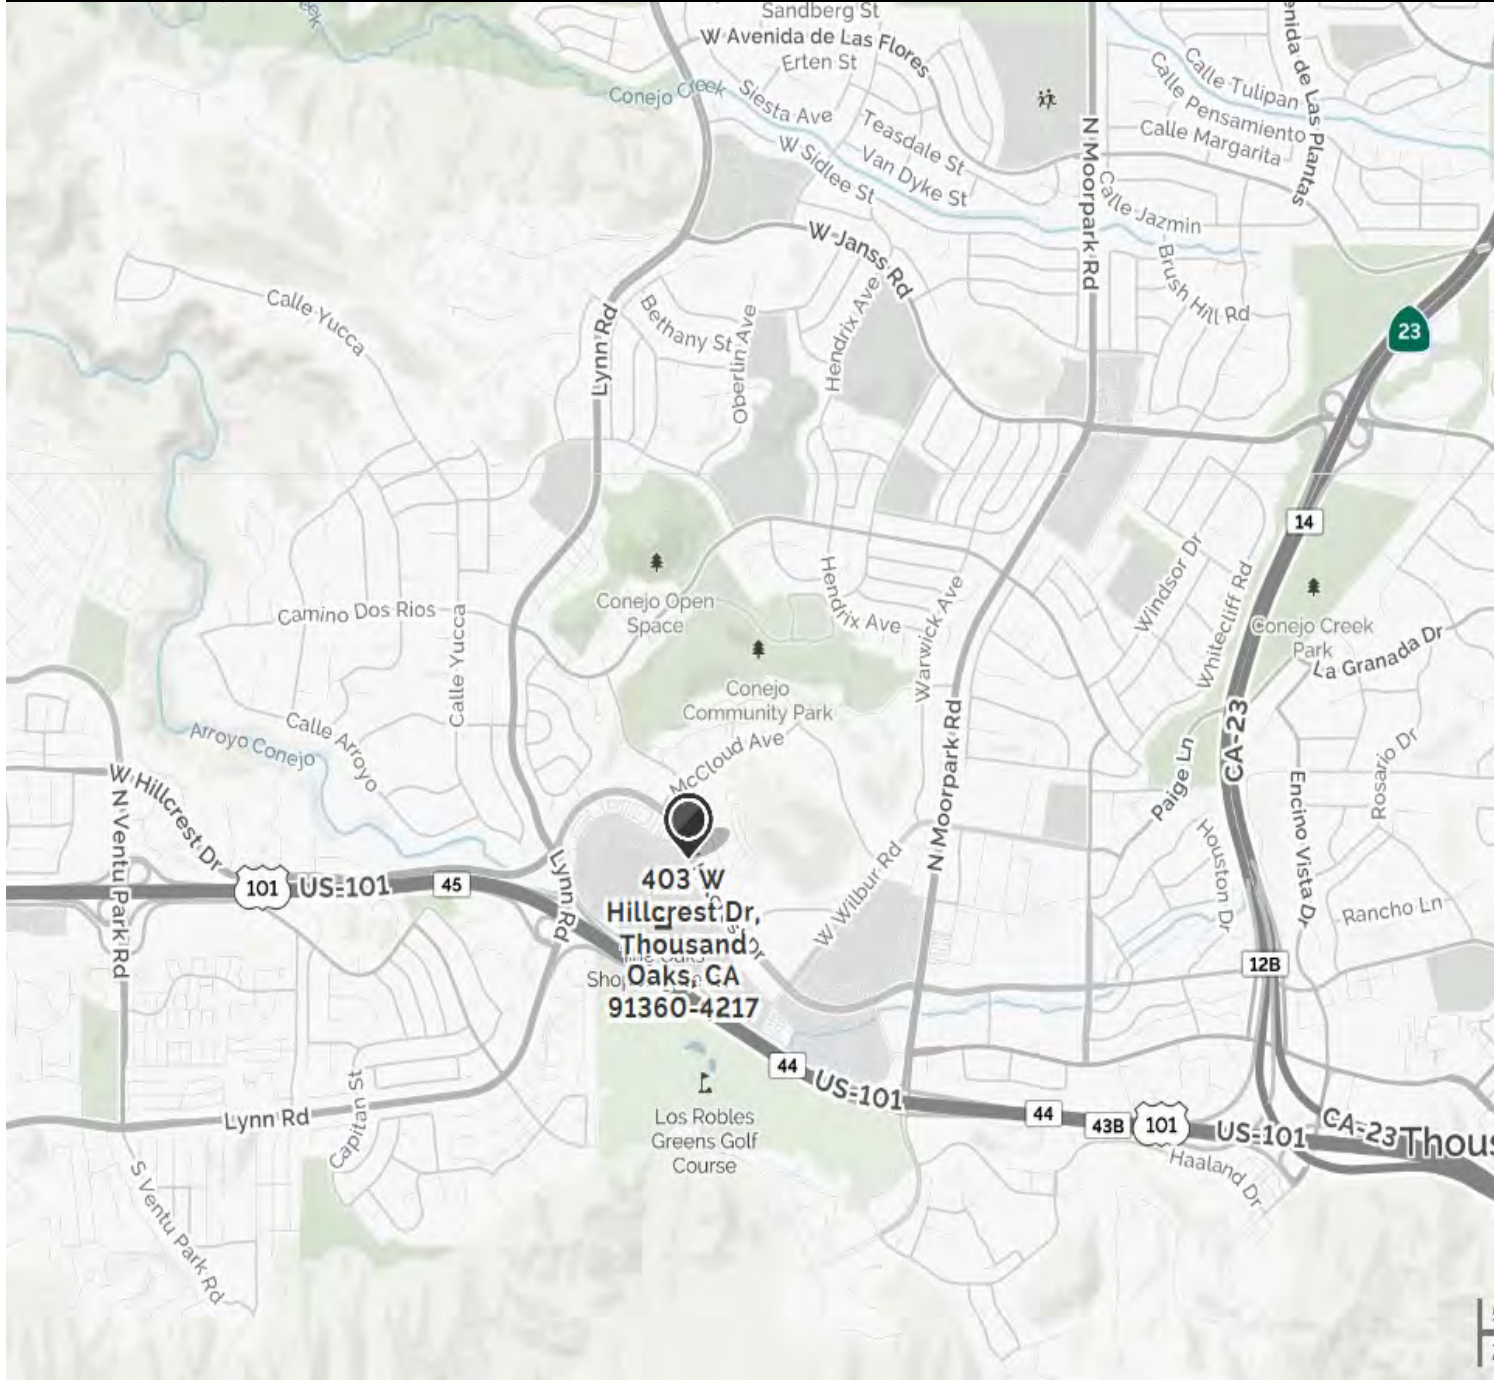 Sandberg St
W Avenida de Las Flores
Erten St
Conejo Creek
Siesta Ave
Teasdale St
W Sidlee St
Van Dyke St
N Moorpark Rd
Calle Tulipan
Calle Pensamiento
Calle Margarita
de Las Plantas
Calle Jazmin
Brush Hill Rd
W Janss Rd
Calle Yucca
Lynn Rd
Bethany St
Oberlin Ave
Hendrix Ave
23
14
Conejo Open
Space
Camino Dos Rios
Calle Yucca
Hendrix Ave
Warwick Ave
Windsor Dr
Whitecliff Rd
Conejo Creek
Park
La Granada Dr
Conejo
Community Park
McCloud Ave
Calle Arroyo
Arroyo Conejo
N Moorpark Rd
CA-23
Paige Ln
Rosario Dr
W Hillcrest Dr
N Ventu Park Rd
Encino Vista Dr
Houston Dr
W Wilbur Rd
Lynn Rd
101
US-101
45
403 W
Hillcrest Dr,
Thousand
Oaks, CA
91360-4217
Rancho Ln
12B
44
US-101
44
43B
101
US-101
CA-23
Haaland Dr
Los Robles
Greens Golf
Course
Lynn Rd
Capitan St
S Ventu Park Rd